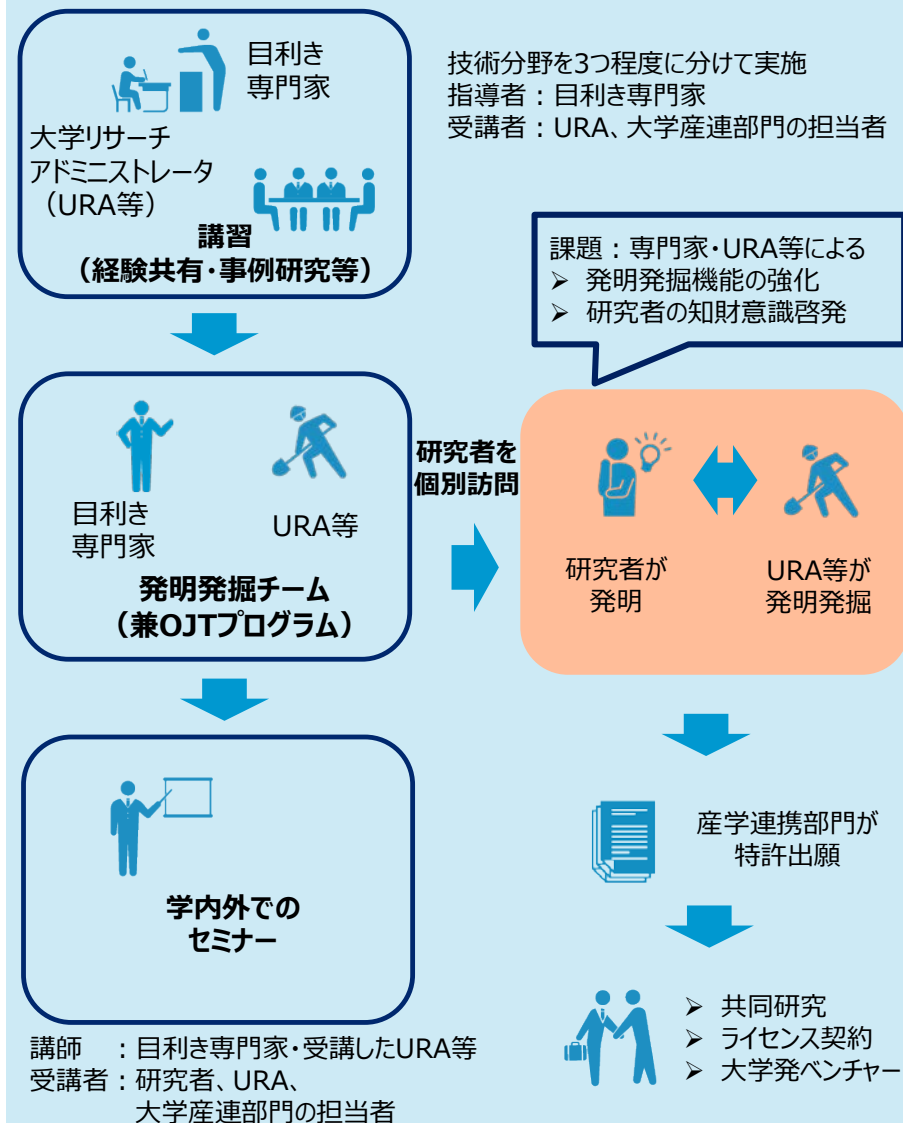 目利き
専門家
大学リサーチ
アドミニストレータ
（URA等）
講習
（経験共有・事例研究等）
技術分野を3つ程度に分けて実施
指導者：目利き専門家
受講者：URA、大学産連部門の担当者
課題：専門家・URA等による
➢ 発明発掘機能の強化
➢ 研究者の知財意識啓発
目利き
専門家
URA等
発明発掘チーム
（兼OJTプログラム）
研究者を
個別訪問
研究者が
発明
URA等が
発明発掘
学内外での
セミナー
講師　：目利き専門家・受講したURA等
受講者：研究者、URA、
大学産連部門の担当者
産学連携部門が
特許出願
➢ 共同研究
➢ ライセンス契約
➢ 大学発ベンチャー